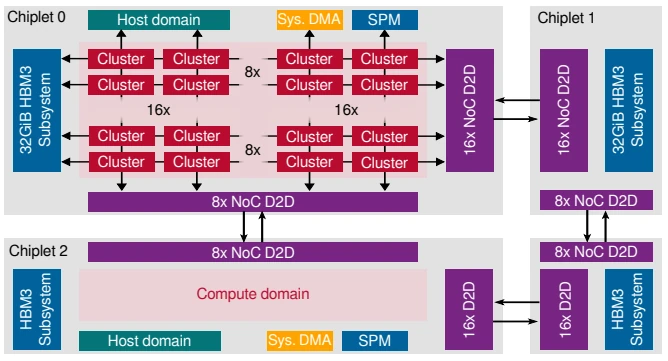 Chiplet 0
Host domain
Sys. DMA
SPM
Chiplet 1
32GiB HBM3
Subsystem
Cluster
Cluster
8x
Cluster
Cluster
Cluster
Cluster
Cluster
Cluster
16x
16x
Cluster
Cluster
8x
Cluster
Cluster
Cluster
Cluster
Cluster
Cluster
16x NoC D2D
16x NoC D2D
32GiB HBM3
Subsystem
8x NoC D2D
8x NoC D2D
Chiplet 2
8x NoC D2D
8x NoC D2D
HBM3
Subsystem
Compute domain
16x D2D
16x D2D
HBM3
Subsystem
Host domain
Sys. DMA
SPM